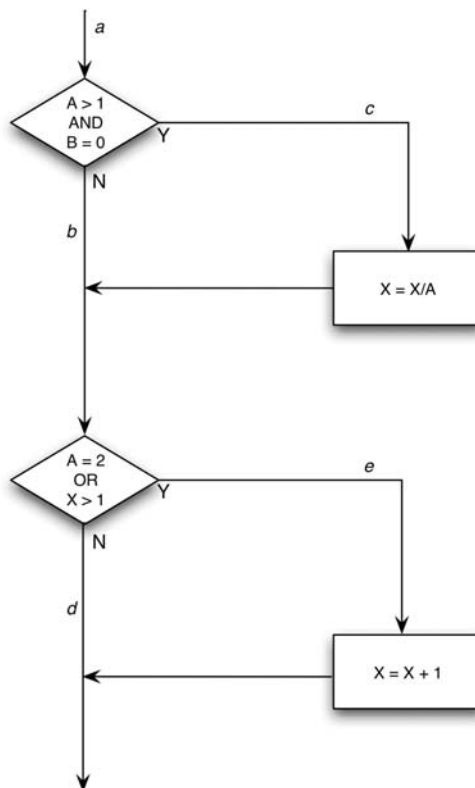 a
A > 1
AND
B = 0
Y
N
c
b
X = X/A
A = 2
OR
X > 1
Y
N
e
d
X = X + 1